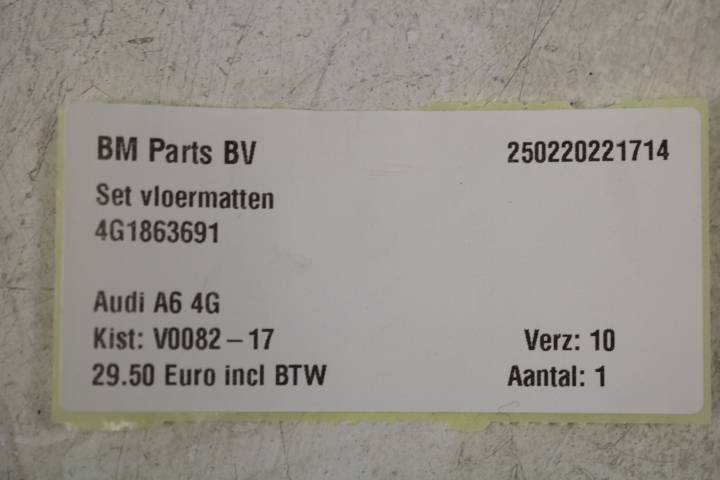 BM Parts BV 250220221714
Set vloermatten
4G1863691
Audi A6 4G
Kist: V0082-17 Verz: 10
29.50 Euro incl BTW Aantal: 1